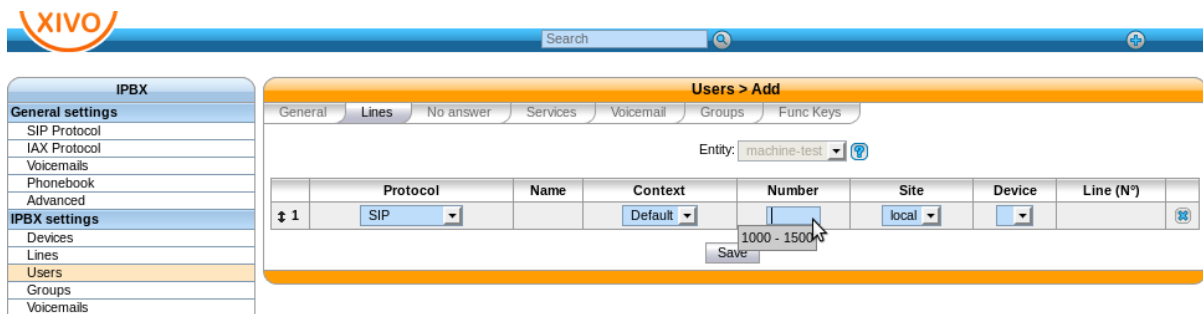 XIVO
Search
IPBX
General settings
SIP Protocol
IAX Protocol
Voicemails
Phonebook
Advanced
IPBX settings
Devices
Lines
Users
Groups
Voicemails
Users > Add
General Lines No answer Services Voicemail Groups Func Keys
Entity: machine-test ?
Protocol Name Context Number Site Device Line (N°)
1 SIP Default local
1000 - 1500
Save